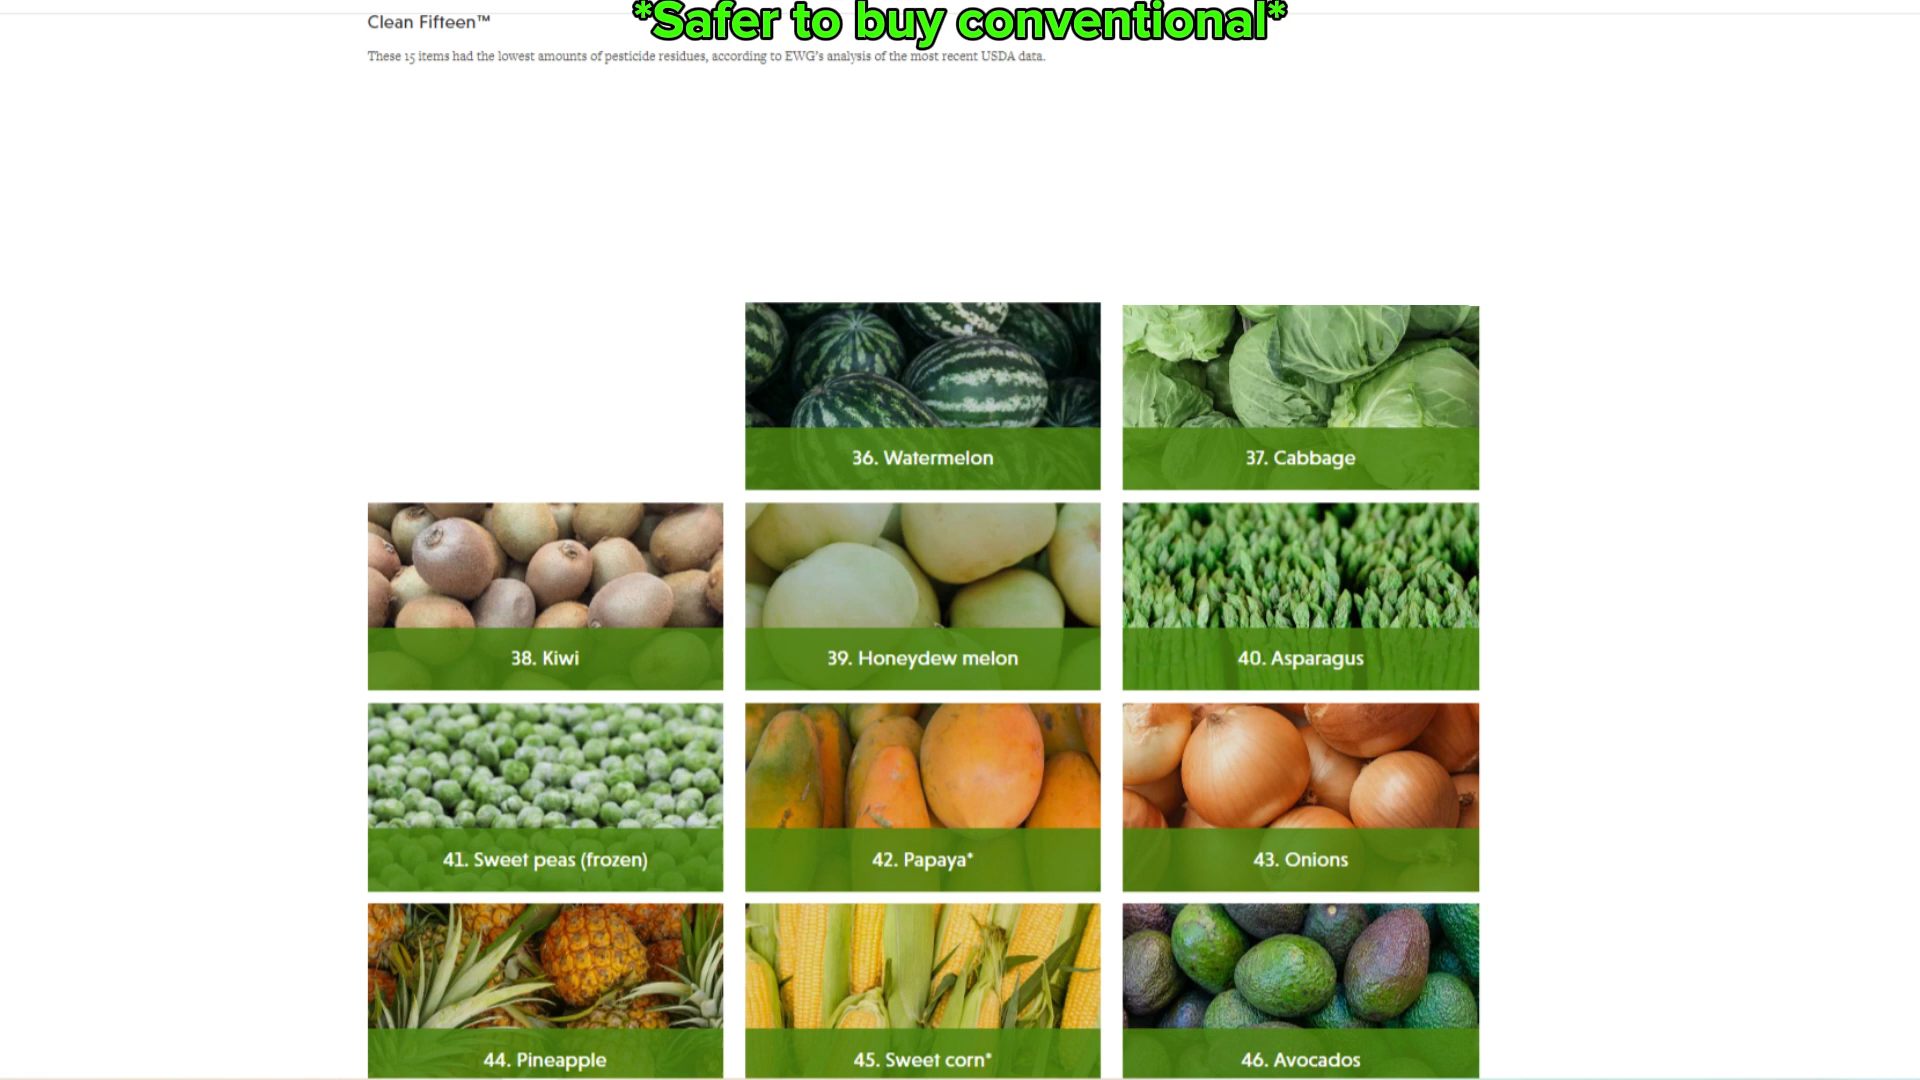 *Safer to buy conventional*
Clean Fifteen™
These 15 items had the lowest amounts of pesticide residues, according to EWG's analysis of the most recent USDA data.
36. Watermelon
37. Cabbage
38. Kiwi
39. Honeydew melon
40. Asparagus
41. Sweet peas (frozen)
42. Papaya*
43. Onions
44. Pineapple
45. Sweet corn*
46. Avocados